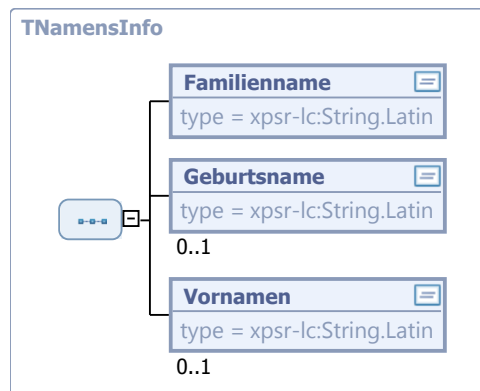 TNamensInfo
Familienname
type = xpsr-lc:String.Latin
Geburtsname
type = xpsr-lc:String.Latin
0..1
Vornamen
type = xpsr-lc:String.Latin
0..1